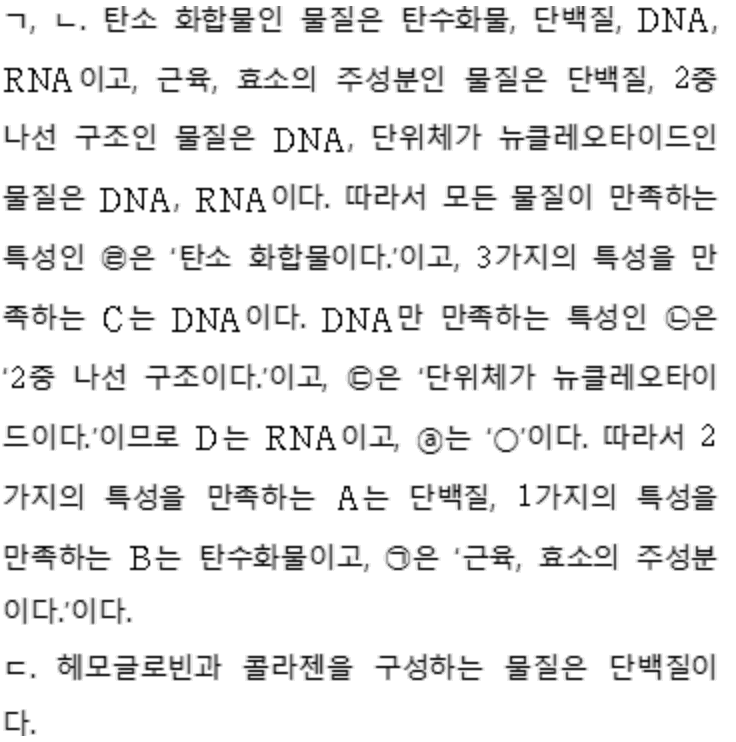 ㄱ, ㄴ. 탄소 화합물인 물질은 탄수화물, 단백질, DNA,
RNA이고, 근육, 효소의 주성분인 물질은 단백질, 2중
나선 구조인 물질은 DNA, 단위체가 뉴클레오타이드인
물질은 DNA, RNA이다. 따라서 모든 물질이 만족하는
특성인 ㉣은 ‘탄소 화합물이다.’이고, 3가지의 특성을 만
족하는 C는 DNA이다. DNA만 만족하는 특성인 ㉡은
‘2중 나선 구조이다.’이고, ㉢은 ‘단위체가 뉴클레오타이
드이다.’이므로 D는 RNA이고, ⓐ는 ‘○’이다. 따라서 2
가지의 특성을 만족하는 A는 단백질, 1가지의 특성을
만족하는 B는 탄수화물이고, ㉠은 ‘근육, 효소의 주성분
이다.’이다.
ㄷ. 헤모글로빈과 콜라젠을 구성하는 물질은 단백질이
다.